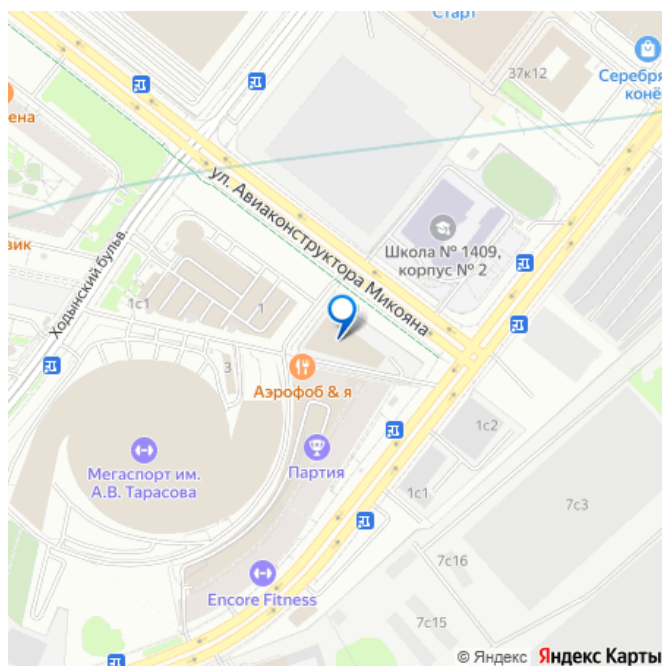 Старт
37к12
Серебря
конё
ена
ул. Авиаконструктора Микояна
Школа № 1409,
корпус № 2
вик
Ходынский бульв.
1с1
1
3
Аэрофоб & я
Мегаспорт им.
А.В. Тарасова
Партия
1с2
1с1
7с3
7с16
Encore Fitness
7с15
© Яндекс Яндекс Карты